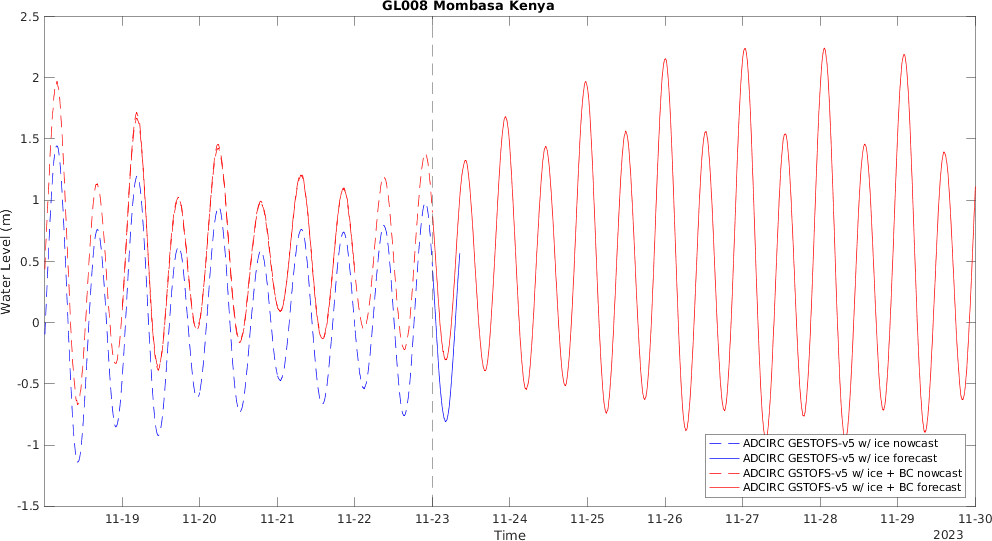 GL008 Mombasa Kenya
2.5
2
1.5
1
0.5
0
-0.5
-1
-1.5
Water Level (m)
ADCIRC GESTOFS-v5 w/ ice nowcast
ADCIRC GESTOFS-v5 w/ ice forecast
ADCIRC GSTOFS-v5 w/ ice + BC nowcast
ADCIRC GSTOFS-v5 w/ ice + BC forecast
11-19 11-20 11-21 11-22 11-23 11-24 11-25 11-26 11-27 11-28 11-29 11-30
Time
2023